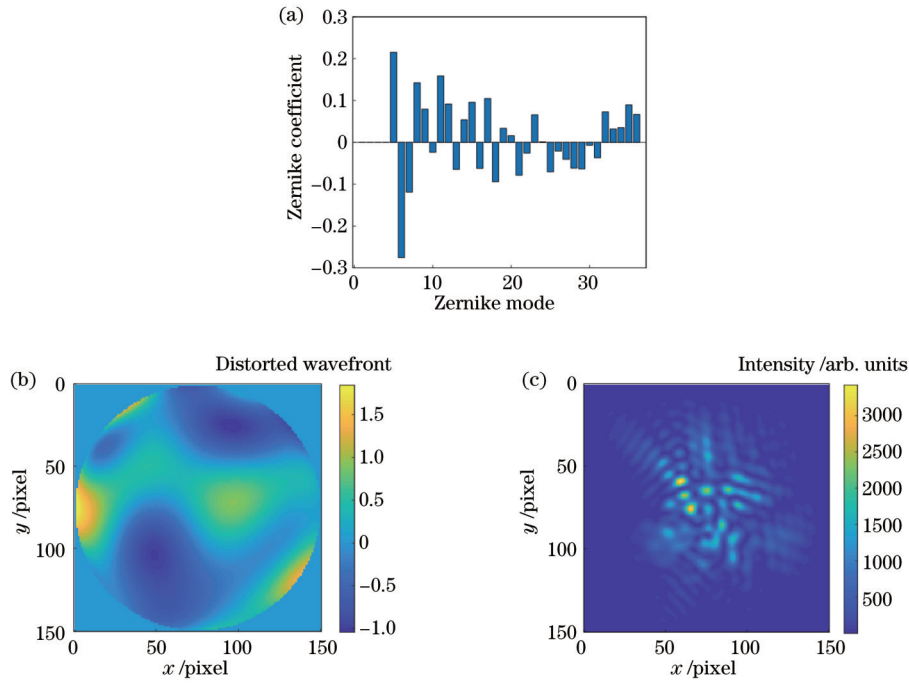 (a)
0.3
0.2
0.1
0
−0.1
−0.2
−0.3
Zernike coefficient
0 10 20 30
Zernike mode
(b)
Distorted wavefront
0
50
100
150
y /pixel
0 50 100 150
x /pixel
1.5
1.0
0.5
0
−0.5
−1.0
(c)
Intensity /arb. units
0
50
100
150
y /pixel
0 50 100 150
x /pixel
3000
2500
2000
1500
1000
500